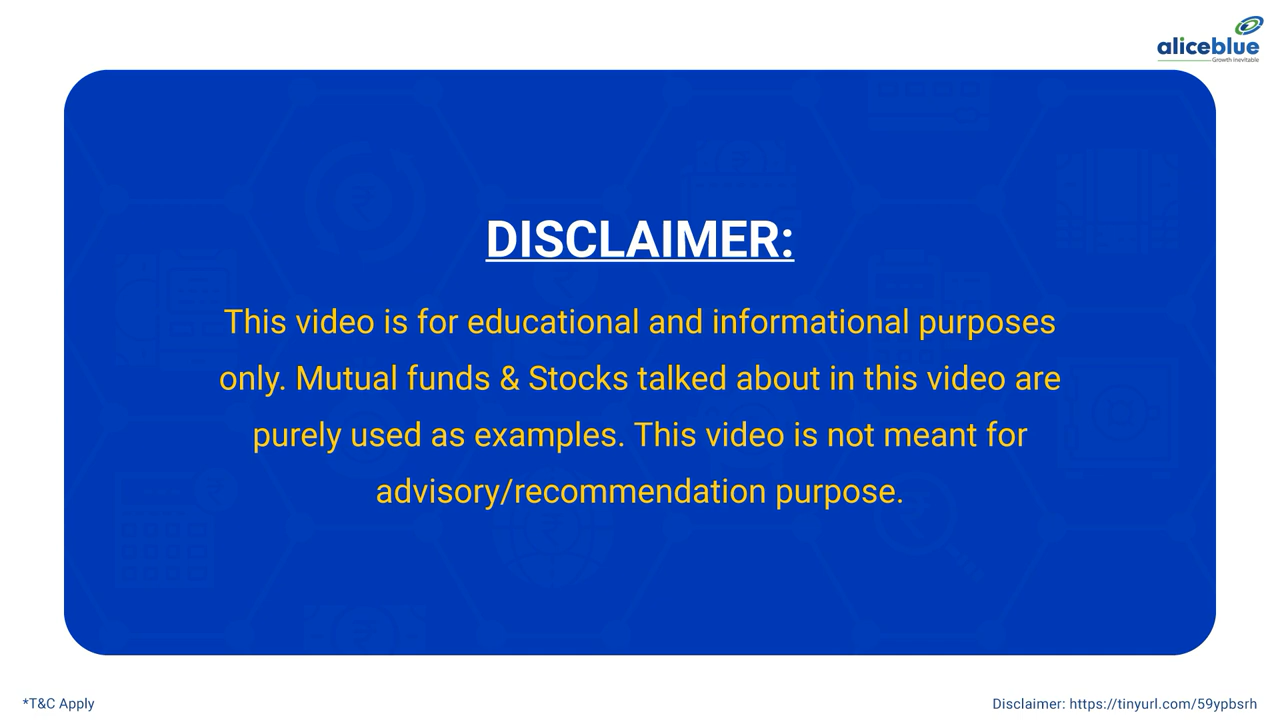 aliceblue
Growth Inevitable
DISCLAIMER:
This video is for educational and informational purposes
only. Mutual funds & Stocks talked about in this video are
purely used as examples. This video is not meant for
advisory/recommendation purpose.
*T&C Apply
Disclaimer: https://tinyurl.com/59ypbsrh